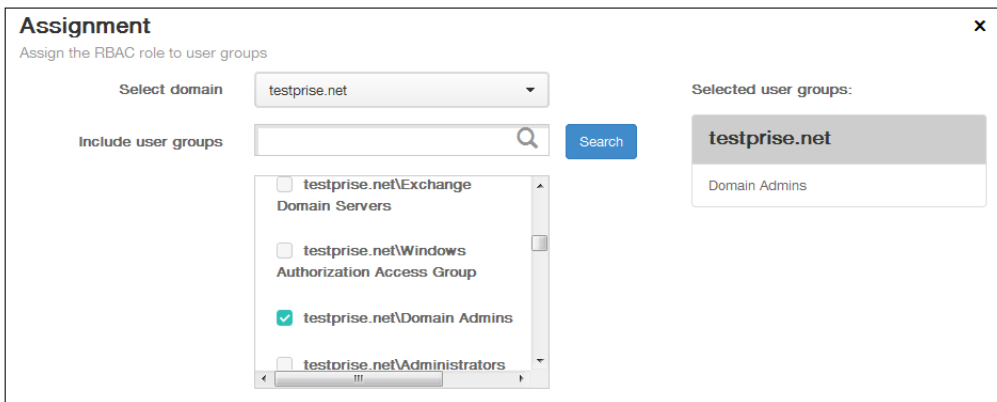 Assignment
x
Assign the RBAC role to user groups
Select domain
testprise.net
Include user groups
Search
testprise.net\Exchange
Domain Servers
testprise.net\Windows
Authorization Access Group
testprise.net\Domain Admins
testprise.net\Administrators
Selected user groups:
testprise.net
Domain Admins